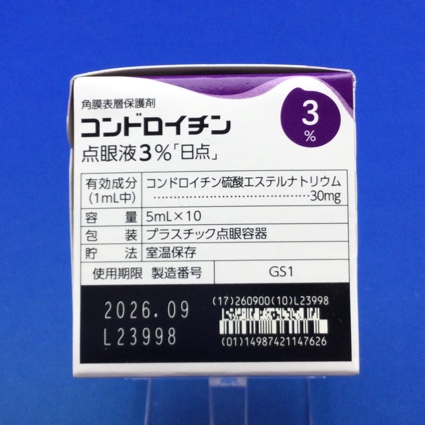 角膜表層保護剤
コンドロイチン
点眼液3%「日点」
3
%
有効成分 コンドロイチン硫酸エステルナトリウム
(1mL中) ……………………………30mg
容量 5mL×10
包装 プラスチック点眼容器
貯法 室温保存
使用期限 製造番号 GS1
2026.09
L23998
(17)260900(10)L23998
(01)14987421147626